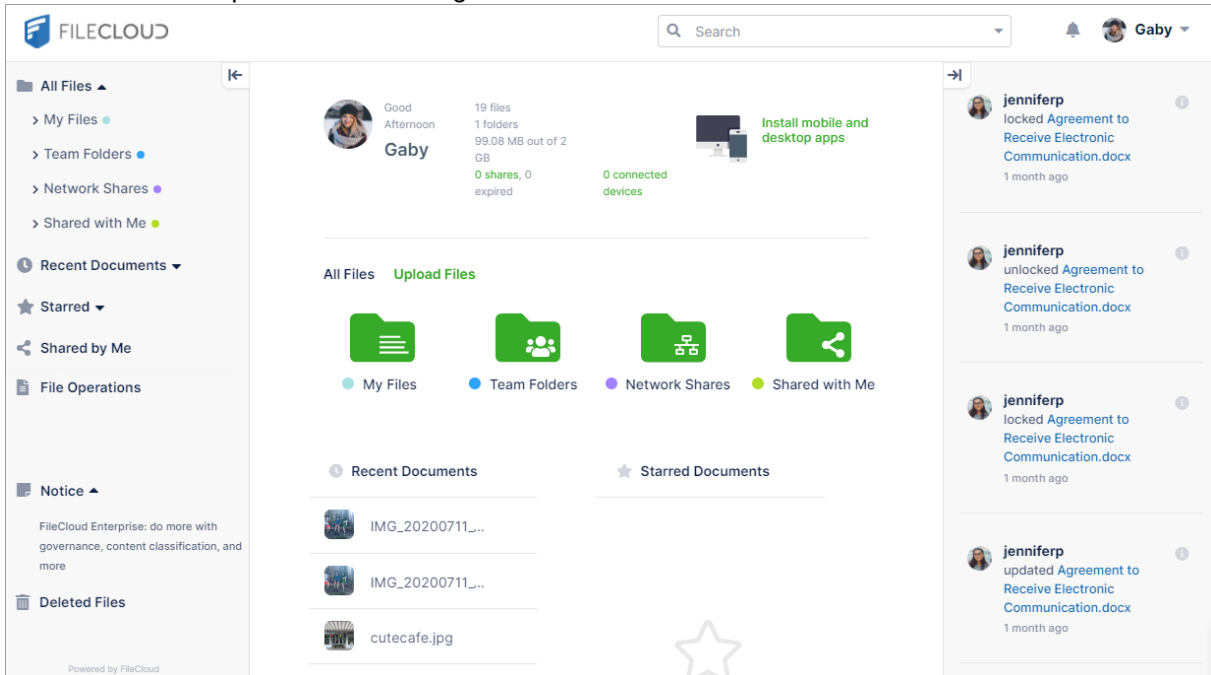 FILECLOUD
Search
Gaby
All Files
My Files
Team Folders
Network Shares
Shared with Me
Recent Documents
Starred
Shared by Me
File Operations
Notice
FileCloud Enterprise: do more with
governance, content classification, and
more
Deleted Files
Powered by FileCloud
Good
Afternoon
Gaby
19 files
1 folders
99.08 MB out of 2
GB
0 shares, 0
expired
0 connected
devices
Install mobile and
desktop apps
All Files Upload Files
My Files Team Folders Network Shares Shared with Me
Recent Documents
IMG_20200711_...
IMG_20200711_...
cutecafe.jpg
Starred Documents
jenniferp
locked Agreement to
Receive Electronic
Communication.docx
1 month ago
jenniferp
unlocked Agreement to
Receive Electronic
Communication.docx
1 month ago
jenniferp
locked Agreement to
Receive Electronic
Communication.docx
1 month ago
jenniferp
updated Agreement to
Receive Electronic
Communication.docx
1 month ago